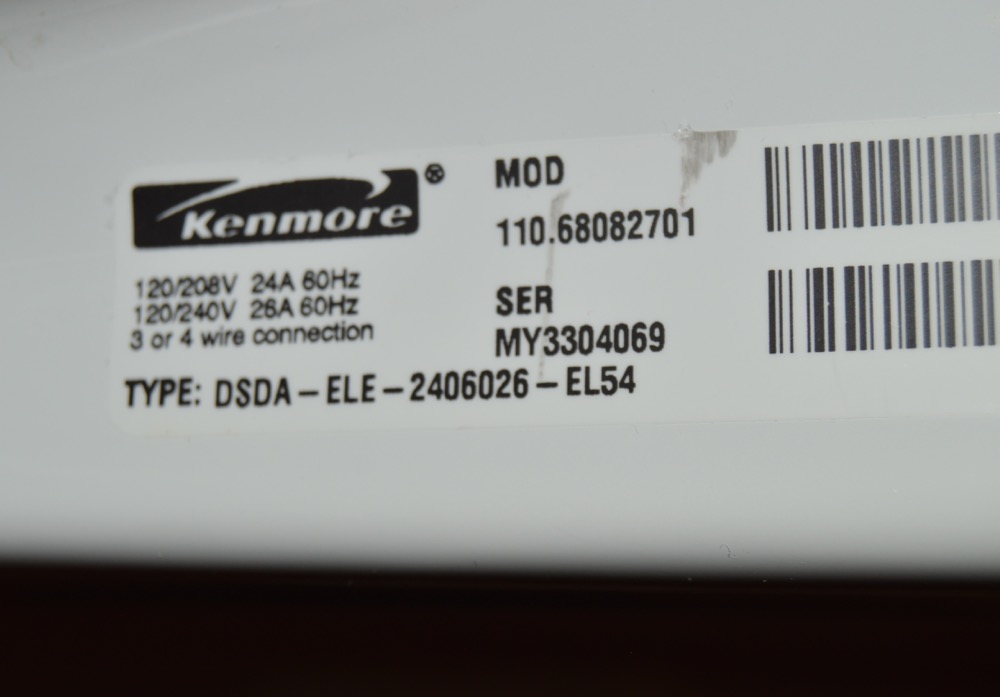 Kenmore®
120/208V 24A 60Hz
120/240V 26A 60Hz
3 or 4 wire connection
MOD
110.68082701
SER
MY3304069
TYPE: DSDA-ELE-2406026-EL54